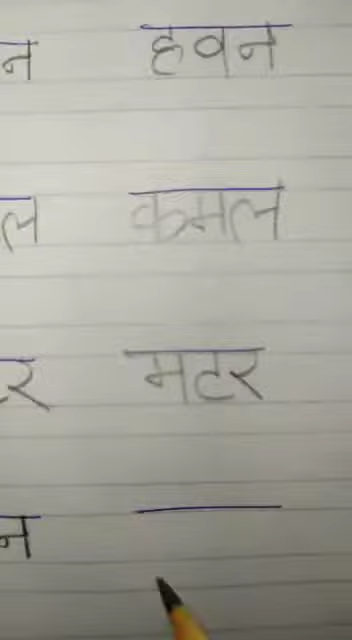 न हवन
ल कमल
र मटर
न